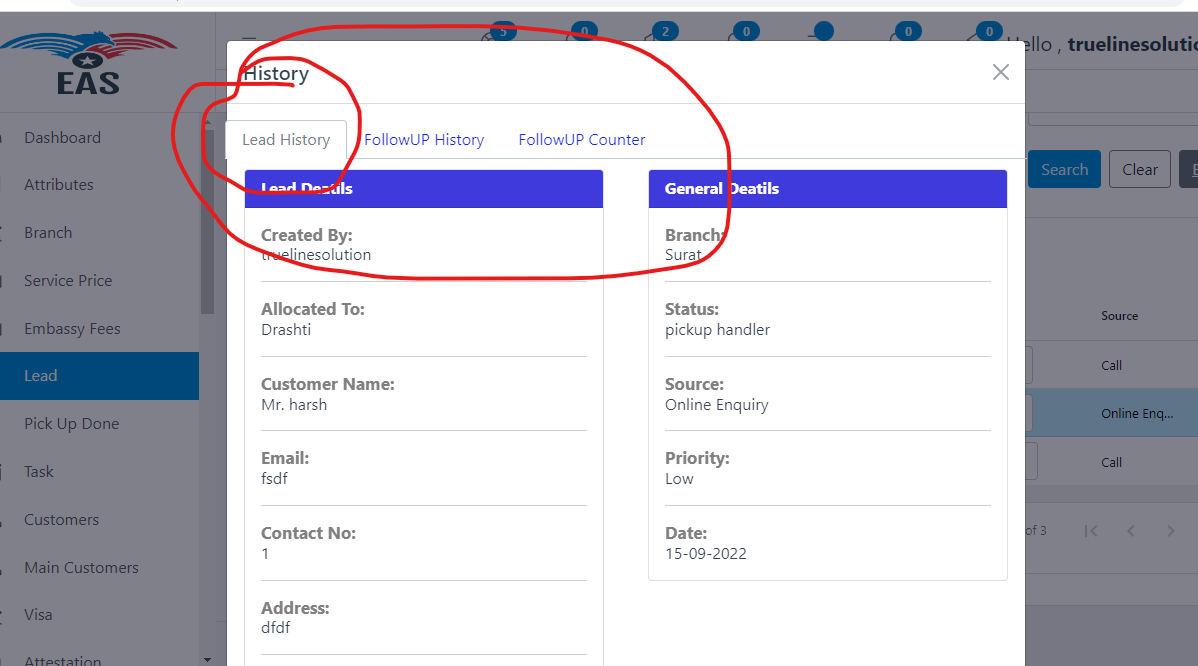 5 0 2 0 0 0
EAS
History
Hello , truelinesolutio
Dashboard
Lead History FollowUP History FollowUP Counter
Search Clear
Attributes
Lead Deatils General Deatils
Branch
Created By: Branch:
truelinesolution Surat
Service Price
Allocated To: Status:
Source
Embassy Fees
Drashti pickup handler
Call
Lead
Customer Name: Source:
Mr. harsh Online Enquiry
Online Enq...
Pick Up Done
Email: Priority:
Call
Task
fsdf Low
Customers
Contact No: Date:
of 3
1 15-09-2022
Main Customers
Address:
Visa
dfdf
Attestation